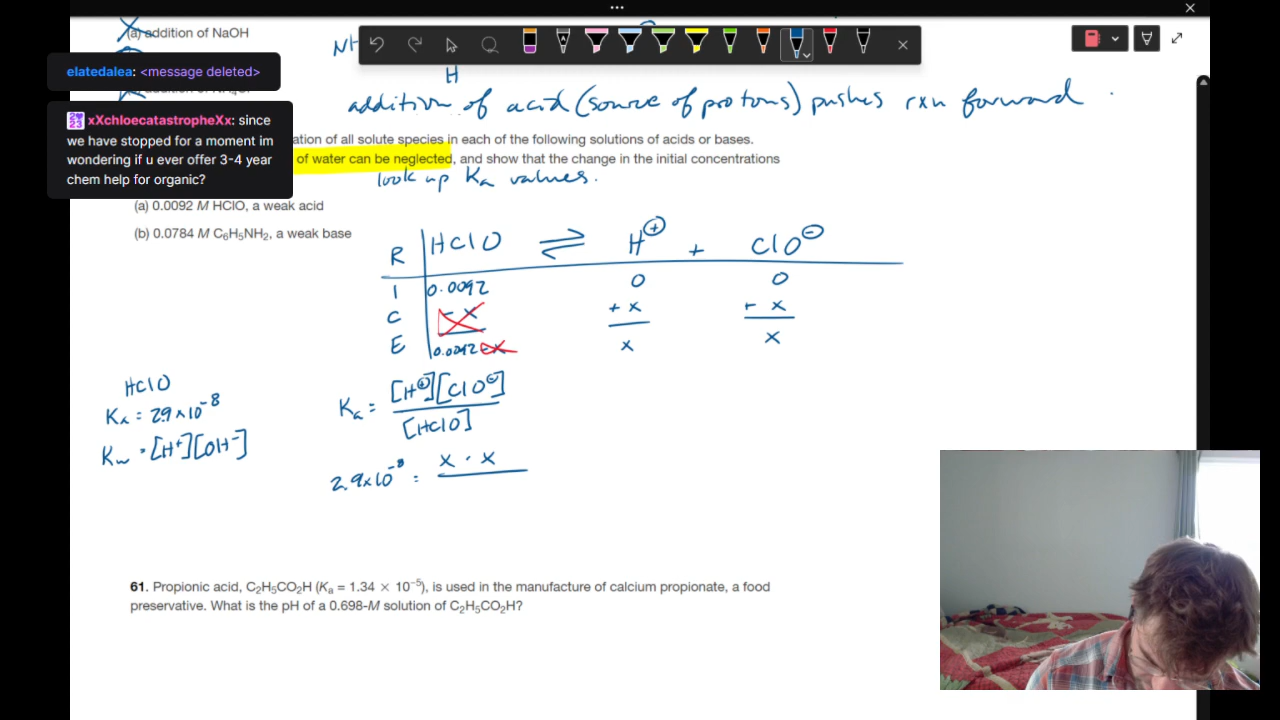 (a) addition of NaOH
NH
H
elatedalea: <message deleted>
addition of acid (source of protons) pushes rxn forward.
xXchloecatastropheXx: since
we have stopped for a moment im
wondering if u ever offer 3-4 year
chem help for organic?
ation of all solute species in each of the following solutions of acids or bases.
of water can be neglected, and show that the change in the initial concentrations
look up Ka values.
(a) 0.0092 M HClO, a weak acid
(b) 0.0784 M C₆H₅NH₂, a weak base
R HClO ⇌ H⊕ + ClO⊖
I 0.0092 0 0
C - x + x + x
E 0.0092-x x x
HClO
Ka = 2.9×10⁻⁸
Kw = [H⁺][OH⁻]
Ka = [H⊕][ClO⊖]
[HClO]
2.9×10⁻⁸ = x · x
61. Propionic acid, C₂H₅CO₂H (Kₐ = 1.34 × 10⁻⁵), is used in the manufacture of calcium propionate, a food
preservative. What is the pH of a 0.698-M solution of C₂H₅CO₂H?